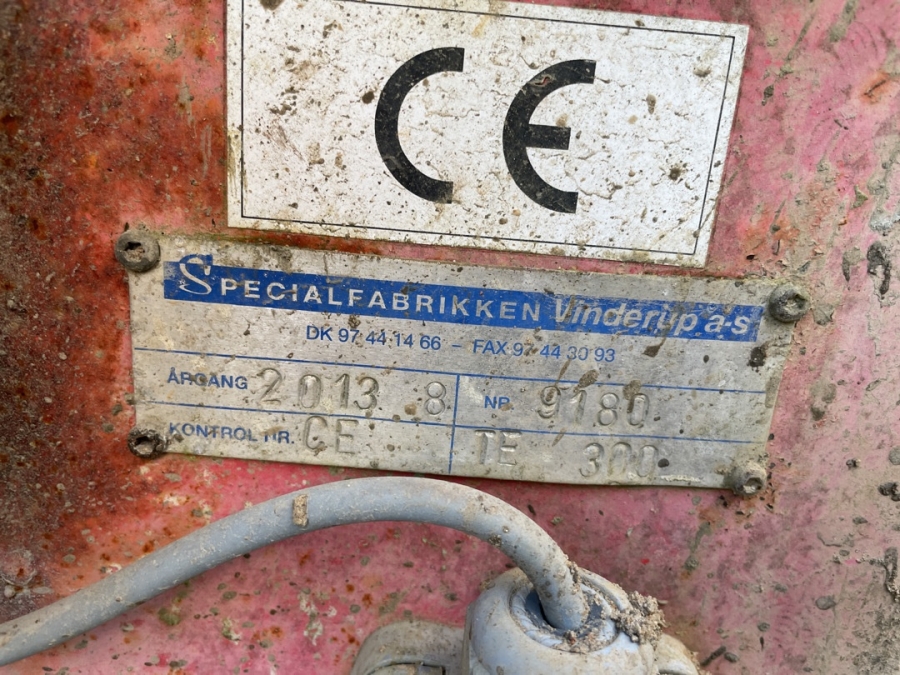 CE
SPECIALFABRIKKEN Vinderup a-s
DK 97 44 14 66 – FAX 97 44 30 93
ÅRGANG 2013 8 NR 9180
KONTROL NR. CE TE 300